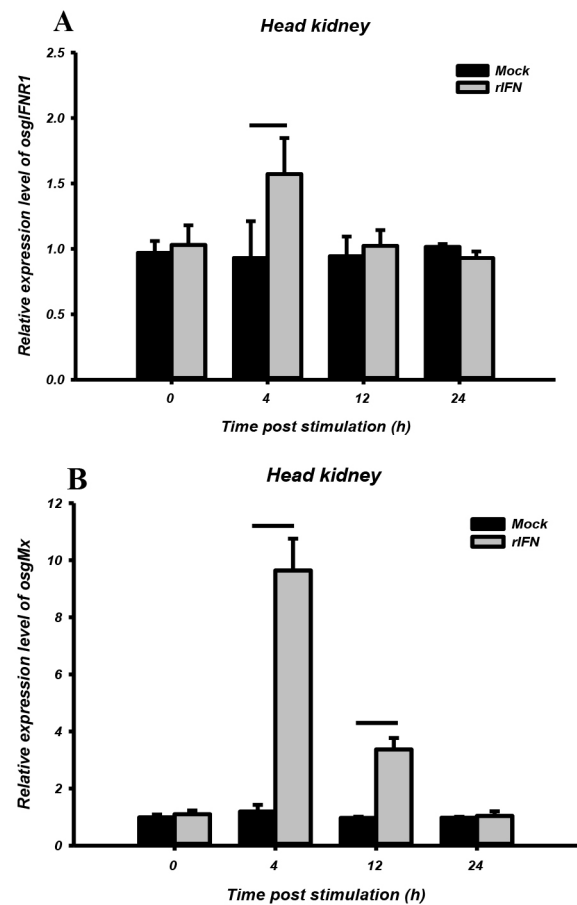 A
Head kidney
Relative expression level of osgIFNR1
2.5
2.0
1.5
1.0
0.5
0.0
Mock
rIFN
0 4 12 24
Time post stimulation (h)
B
Head kidney
Relative expression level of osgMx
12
10
8
6
4
2
0
Mock
rIFN
0 4 12 24
Time post stimulation (h)